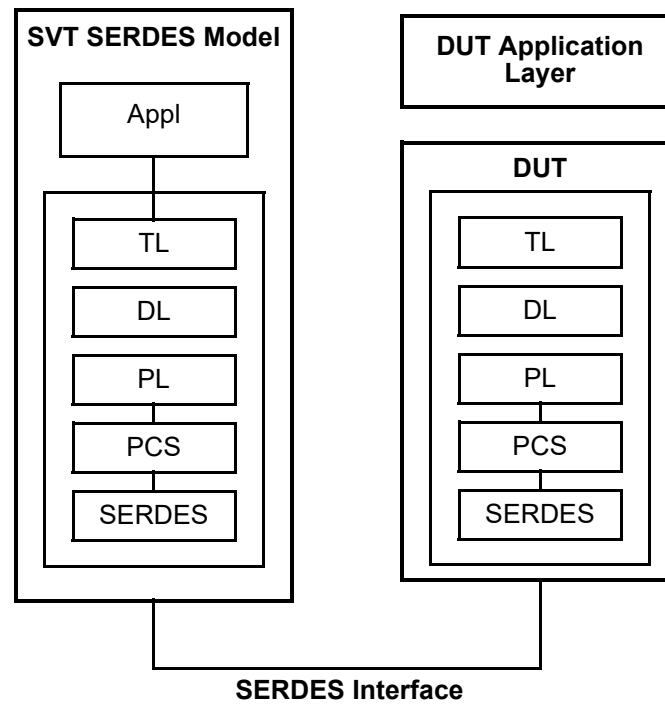 SVT SERDES Model
Appl
TL
DL
PL
PCS
SERDES
DUT Application
Layer
DUT
TL
DL
PL
PCS
SERDES
SERDES Interface